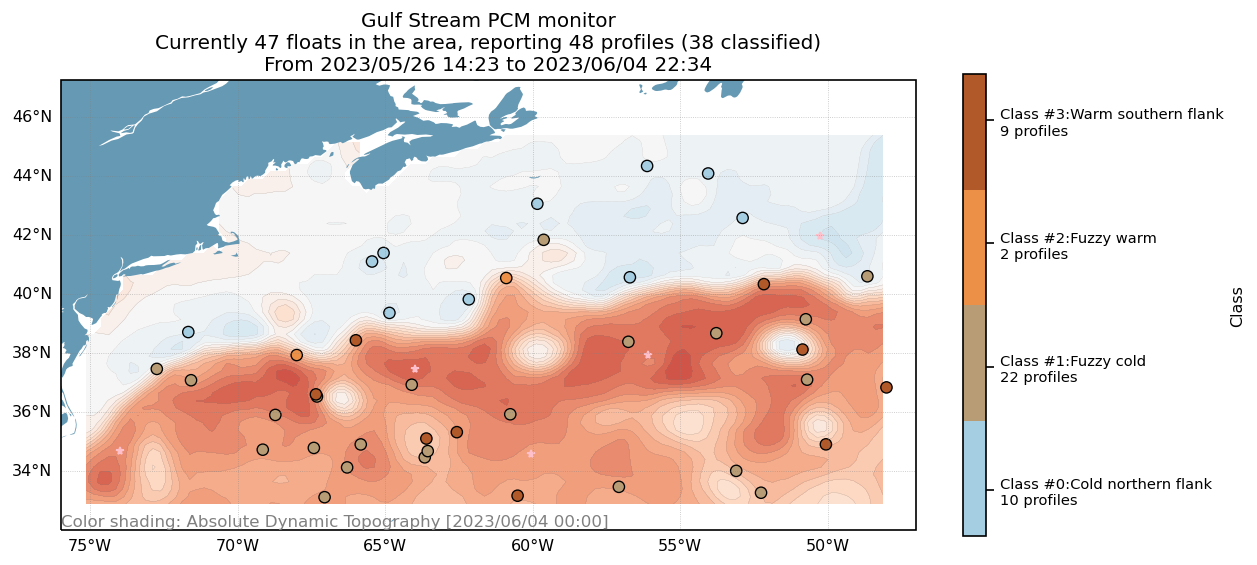 Gulf Stream PCM monitor
Currently 47 floats in the area, reporting 48 profiles (38 classified)
From 2023/05/26 14:23 to 2023/06/04 22:34
46°N
44°N
42°N
40°N
38°N
36°N
34°N
Color shading: Absolute Dynamic Topography [2023/06/04 00:00]
75°W
70°W
65°W
60°W
55°W
50°W
Class #3:Warm southern flank
9 profiles
Class #2:Fuzzy warm
2 profiles
Class #1:Fuzzy cold
22 profiles
Class #0:Cold northern flank
10 profiles
Class